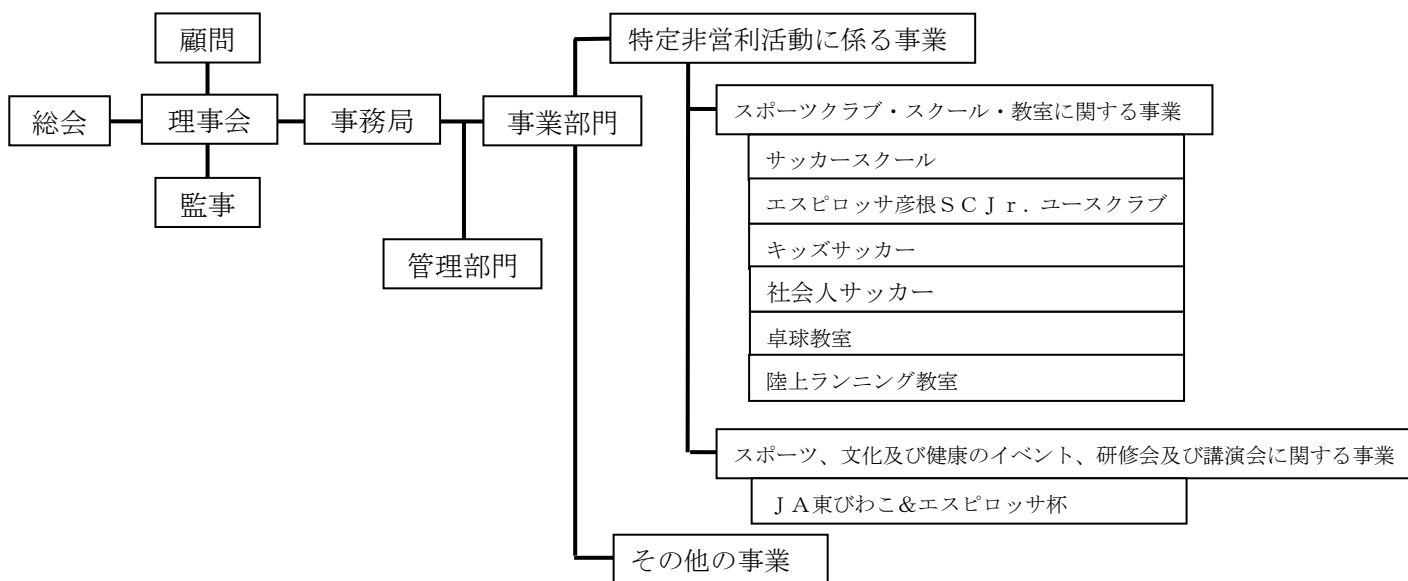 顧問
総会
理事会
事務局
事業部門
監事
管理部門
特定非営利活動に係る事業
スポーツクラブ・スクール・教室に関する事業
サッカースクール
エスピロッサ彦根ＳＣＪｒ．ユースクラブ
キッズサッカー
社会人サッカー
卓球教室
陸上ランニング教室
スポーツ、文化及び健康のイベント、研修会及び講演会に関する事業
ＪＡ東びわこ＆エスピロッサ杯
その他の事業